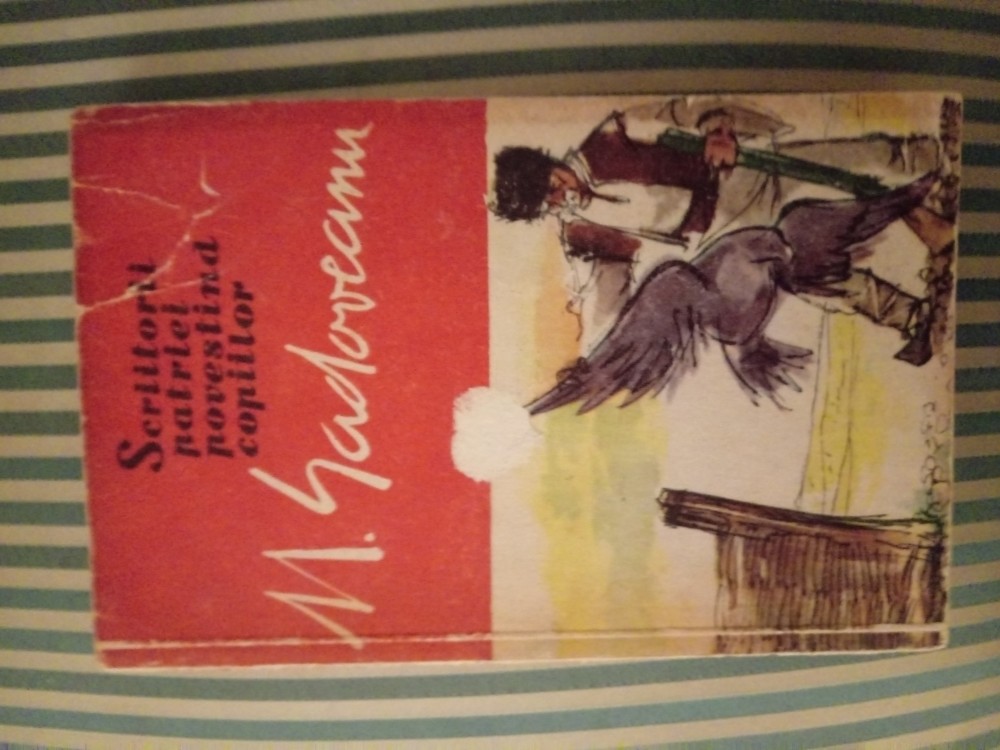 Scriitorii
patriei
povestind
copiilor
M. Sadoveanu